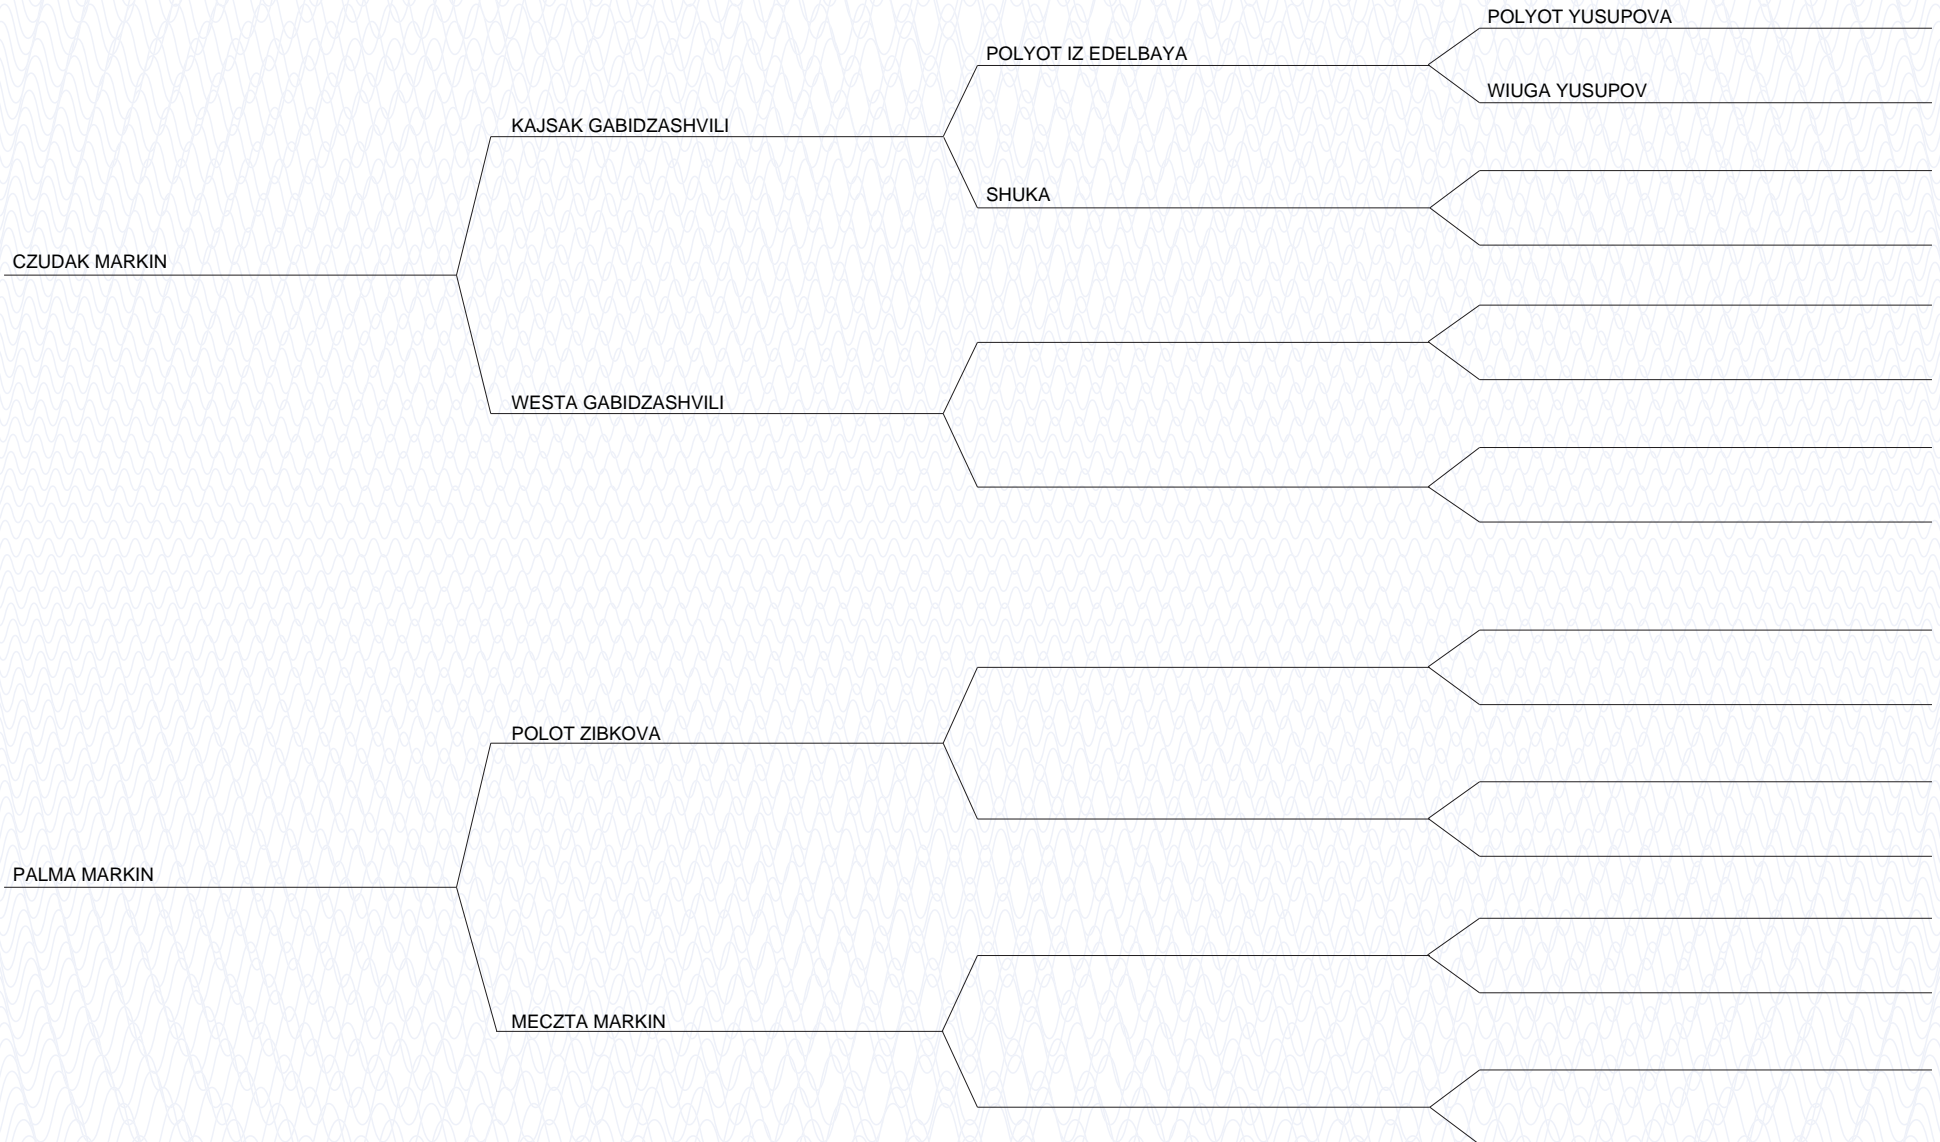 POLYOT YUSUPOVA
POLYOT IZ EDELBAYA
WIUGA YUSUPOV
KAJSAK GABIDZASHVILI
SHUKA
CZUDAK MARKIN
WESTA GABIDZASHVILI
POLOT ZIBKOVA
PALMA MARKIN
MECZTA MARKIN